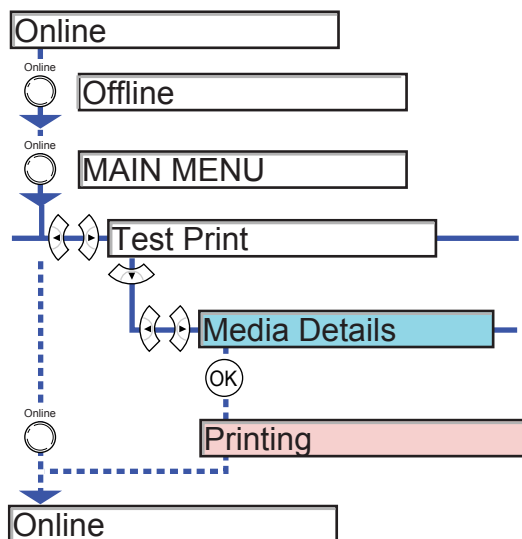 Online
Online
Offline
Online
MAIN MENU
Test Print
Media Details
OK
Printing
Online
Online